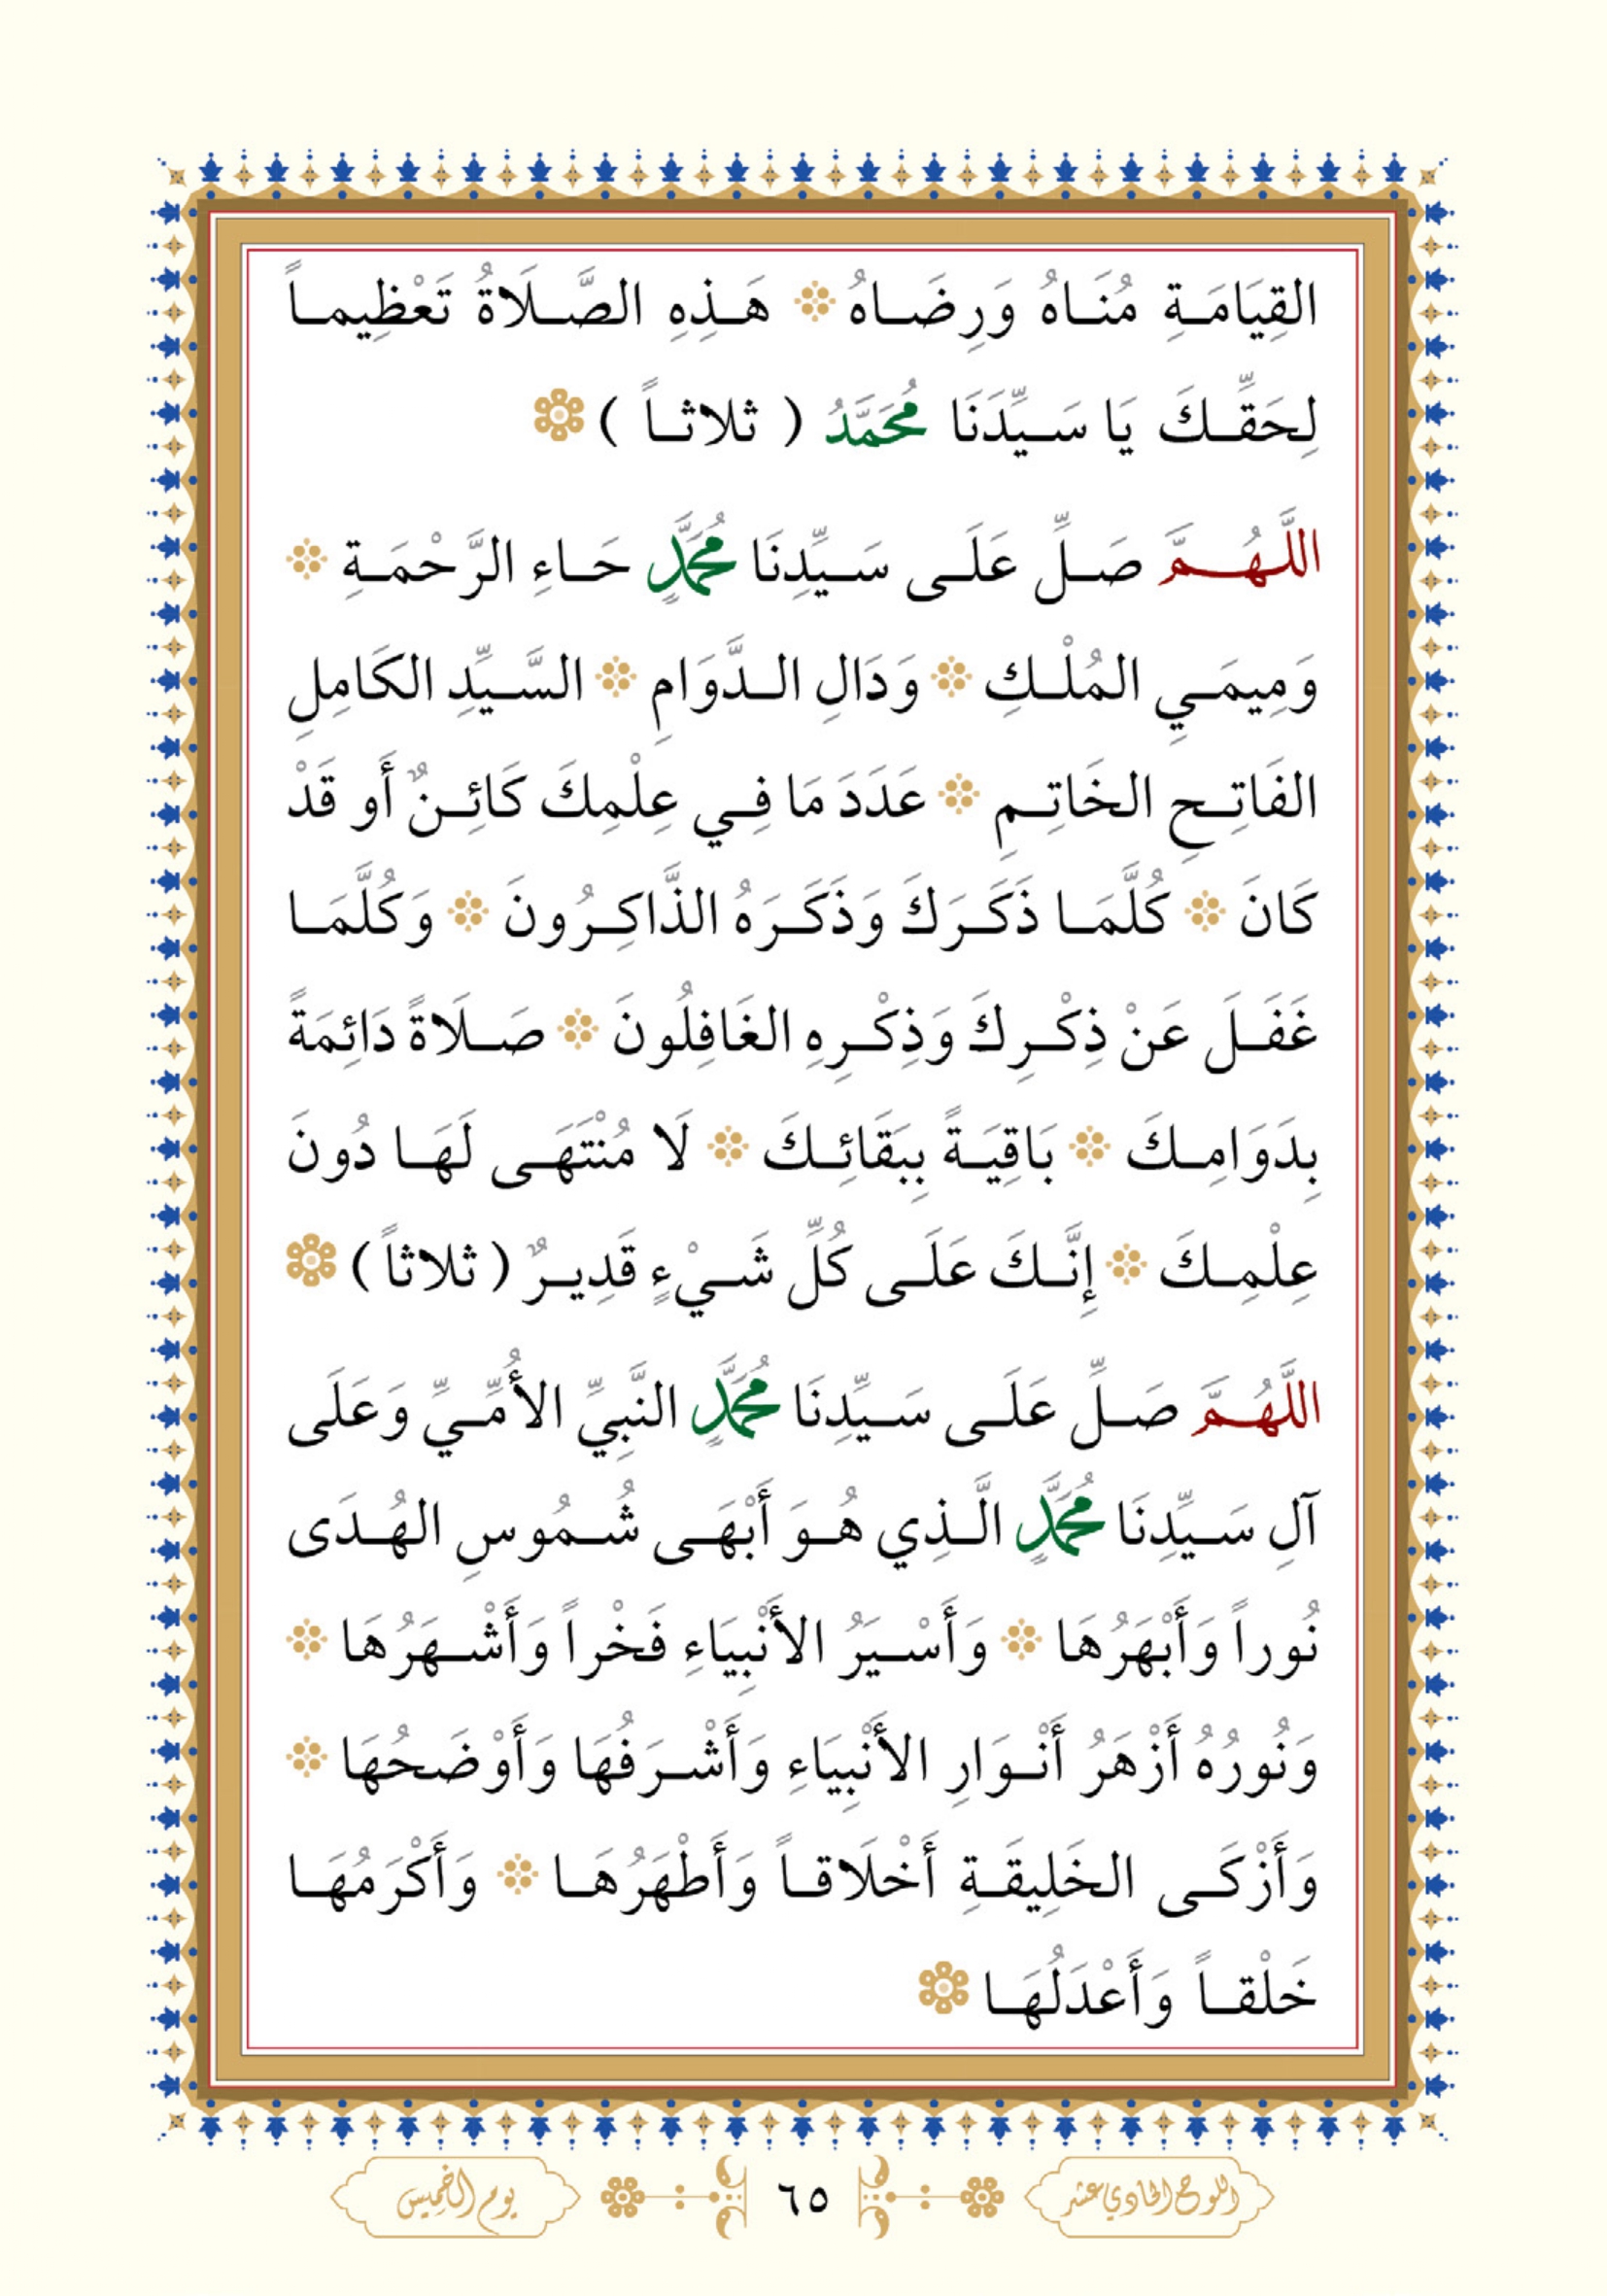 القِيَامَـةِ مُنَـاهُ وَرِضَـاهُ ۞ هَـذِهِ الصَّـلَاةُ تَعْظِيمـاً
لِحَقِّـكَ يَا سَـيِّدَنَا مُحَمَّدُ ( ثلاثـاً )
اللَّهُـمَّ صَـلِّ عَلَـى سَـيِّدِنَا مُحَمَّدٍ حَـاءِ الرَّحْمَـةِ
وَمِيمَـيِ المُلْـكِ وَدَالِ الـدَّوَامِ السَّـيِّدِ الكَامِلِ
الفَاتِـحِ الخَاتِـمِ عَدَدَ مَا فِـي عِلْمِكَ كَائِـنٌ أَو قَدْ
كَانَ كُلَّمَـا ذَكَـرَكَ وَذَكَـرَهُ الذَّاكِـرُونَ وَكُلَّمَـا
غَفَـلَ عَنْ ذِكْـرِكَ وَذِكْـرِهِ الغَافِلُونَ صَـلَاةً دَائِمَةً
بِدَوَامِـكَ بَاقِيَـةً بِبَقَائِـكَ لَا مُنْتَهَـى لَهَـا دُونَ
عِلْمِـكَ إِنَّـكَ عَلَـى كُلِّ شَـيْءٍ قَدِيـرٌ ( ثلاثاً )
اللَّهُـمَّ صَـلِّ عَلَـى سَـيِّدِنَا مُحَمَّدٍ النَّبِيِّ الأُمِّـيِّ وَعَلَى
آلِ سَـيِّدِنَا مُحَمَّدٍ الَّـذِي هُـوَ أَبْهَـى شُـمُوسِ الهُـدَى
نُوراً وَأَبْهَرُهَا وَأَسْـيَرُ الأَنْبِيَاءِ فَخْراً وَأَشْـهَرُهَا
وَنُورُهُ أَزْهَرُ أَنْـوَارِ الأَنْبِيَاءِ وَأَشْـرَفُهَا وَأَوْضَحُهَا
وَأَزْكَـى الخَلِيقَـةِ أَخْلَاقـاً وَأَطْهَرُهَـا وَأَكْرَمُهَـا
خَلْقـاً وَأَعْدَلُهَـا
اللوح الحادي عشر ٦٥ يوم الخميس